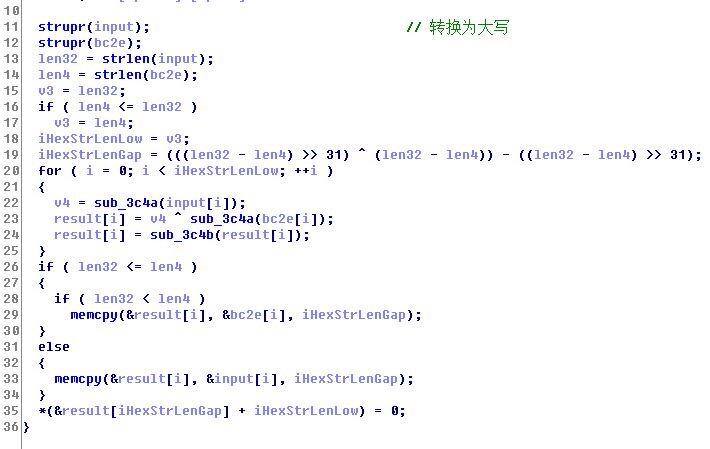 10
11 strupr(input); // 转换为大写
12 strupr(bc2e);
13 len32 = strlen(input);
14 len4 = strlen(bc2e);
15 v3 = len32;
16 if ( len4 <= len32 )
17 v3 = len4;
18 iHexStrLenLow = v3;
19 iHexStrLenGap = (((len32 - len4) >> 31) ^ (len32 - len4)) - ((len32 - len4) >> 31);
20 for ( i = 0; i < iHexStrLenLow; ++i )
21 {
22 v4 = sub_3c4a(input[i]);
23 result[i] = v4 ^ sub_3c4a(bc2e[i]);
24 result[i] = sub_3c4b(result[i]);
25 }
26 if ( len32 <= len4 )
27 {
28 if ( len32 < len4 )
29 memcpy(&result[i], &bc2e[i], iHexStrLenGap);
30 }
31 else
32 {
33 memcpy(&result[i], &input[i], iHexStrLenGap);
34 }
35 *(&result[iHexStrLenGap] + iHexStrLenLow) = 0;
36 }